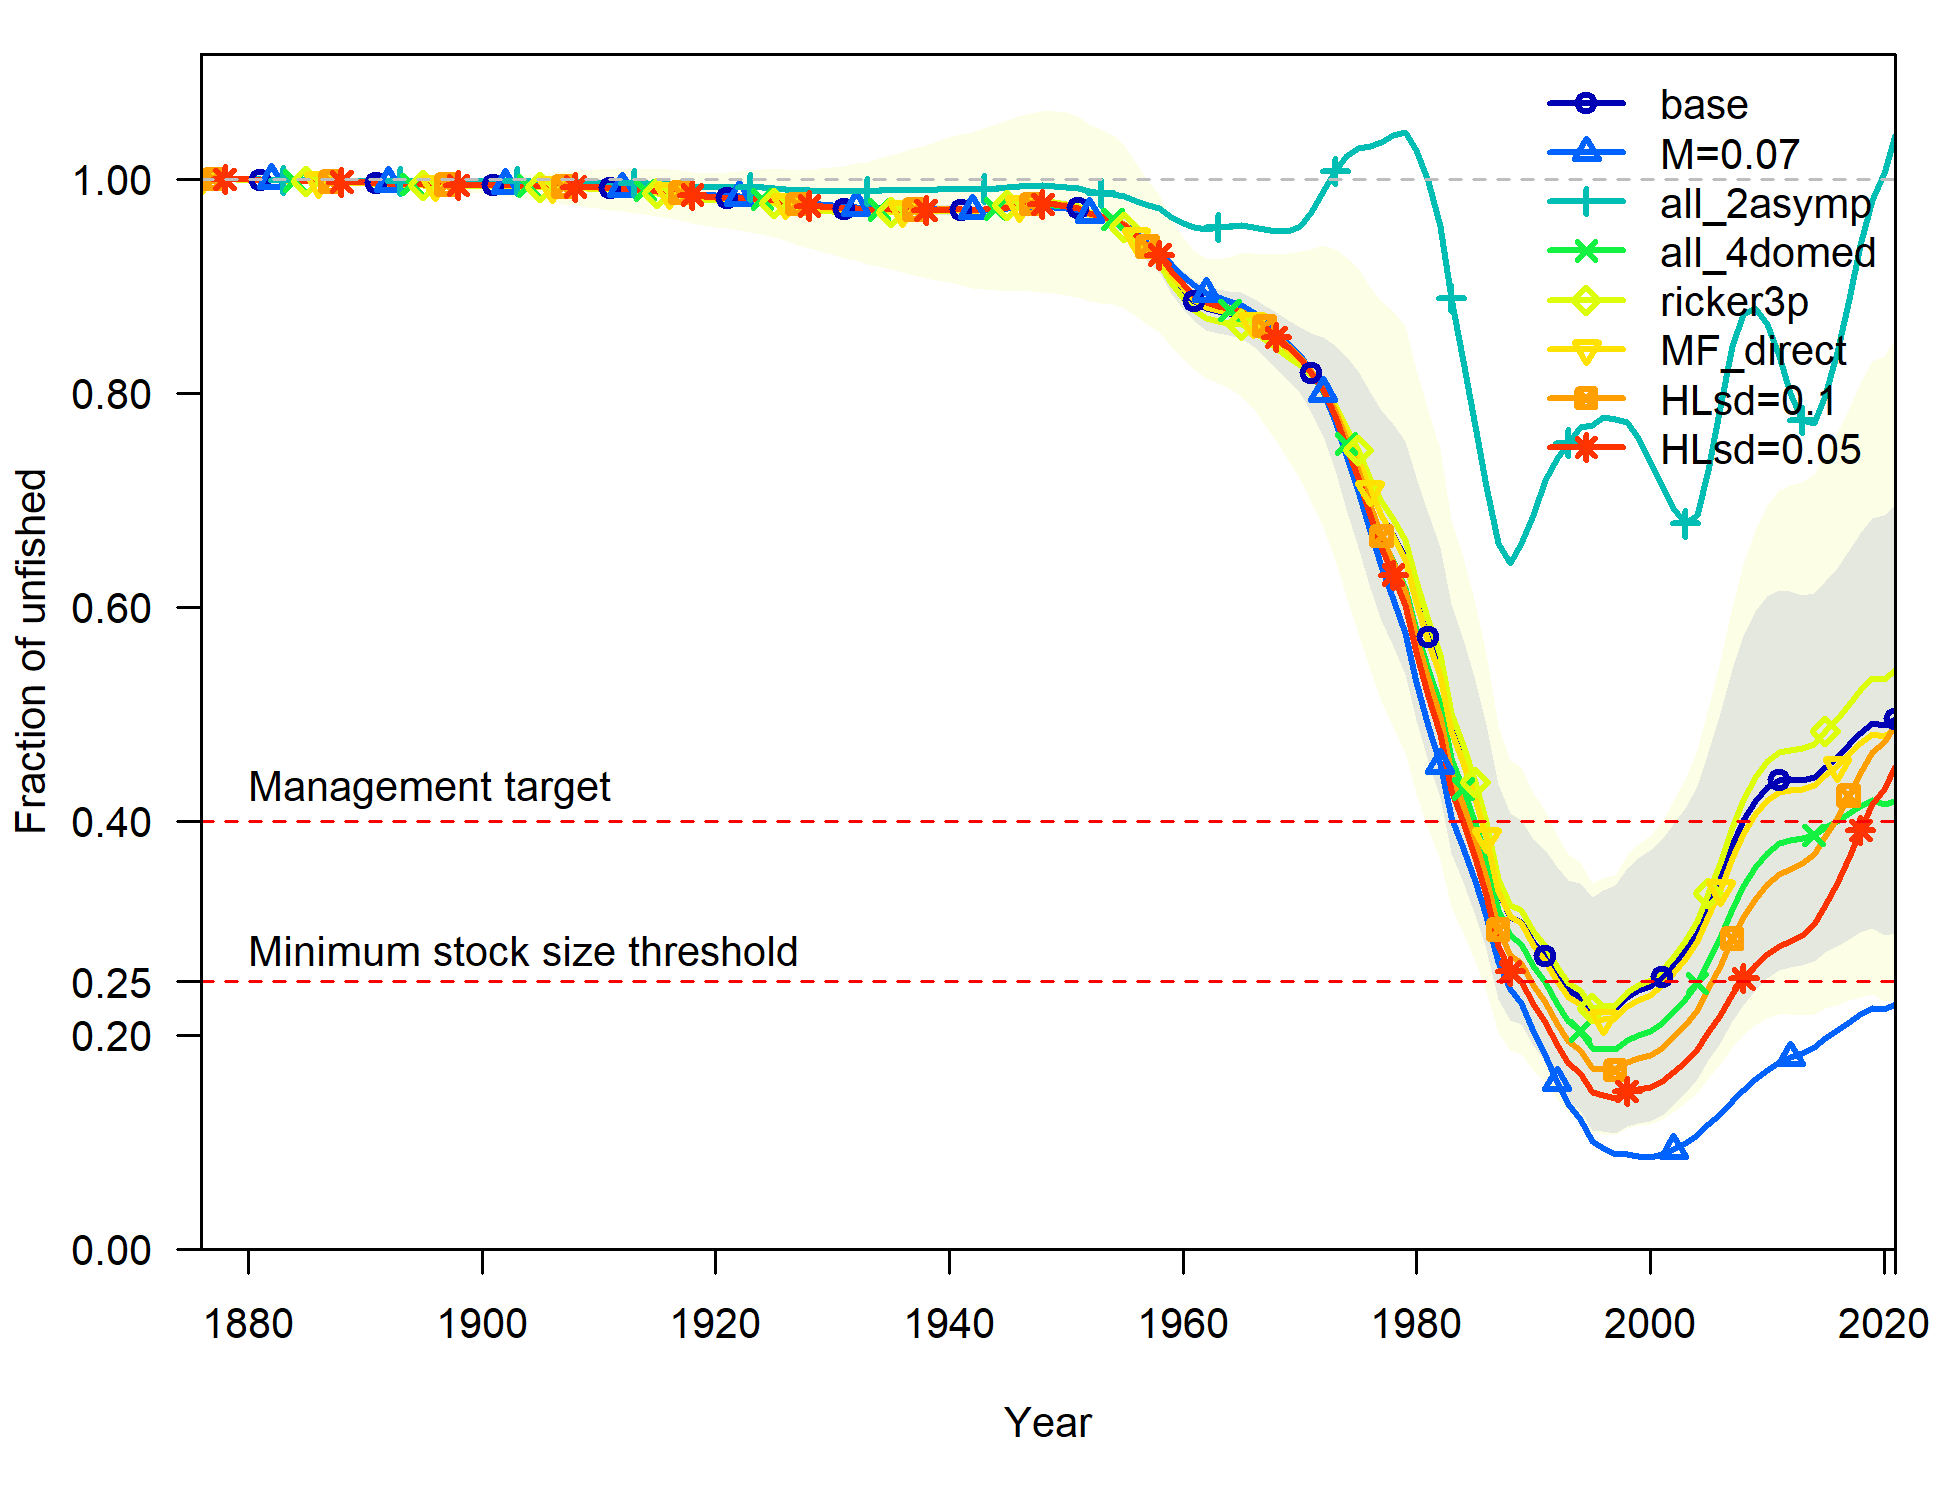 base
M=0.07
all_2asymp
all_4domed
ricker3p
MF_direct
HLsd=0.1
HLsd=0.05
Fraction of unfished
1.00
0.80
0.60
0.40
0.25
0.20
0.00
Management target
Minimum stock size threshold
1880 1900 1920 1940 1960 1980 2000 2020
Year